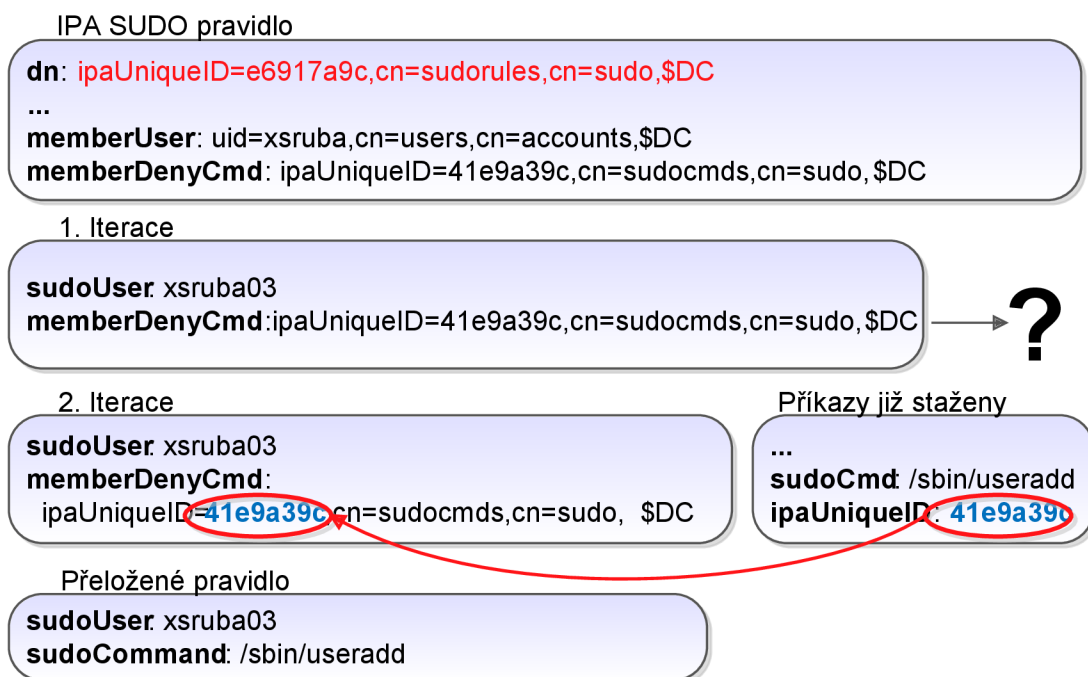 IPA SUDO pravidlo
dn: ipaUniqueID=e6917a9c,cn=sudorules,cn=sudo,$DC
...
memberUser: uid=xsruba,cn=users,cn=accounts,$DC
memberDenyCmd: ipaUniqueID=41e9a39c,cn=sudocmds,cn=sudo,$DC
1. Iterace
sudoUser: xsruba03
memberDenyCmd:ipaUniqueID=41e9a39c,cn=sudocmds,cn=sudo,$DC
?
2. Iterace
sudoUser: xsruba03
memberDenyCmd:
ipaUniqueID=41e9a39c,cn=sudocmds,cn=sudo, $DC
Příkazy již staženy
...
sudoCmd: /sbin/useradd
ipaUniqueID: 41e9a39c
Přeložené pravidlo
sudoUser: xsruba03
sudoCommand: /sbin/useradd